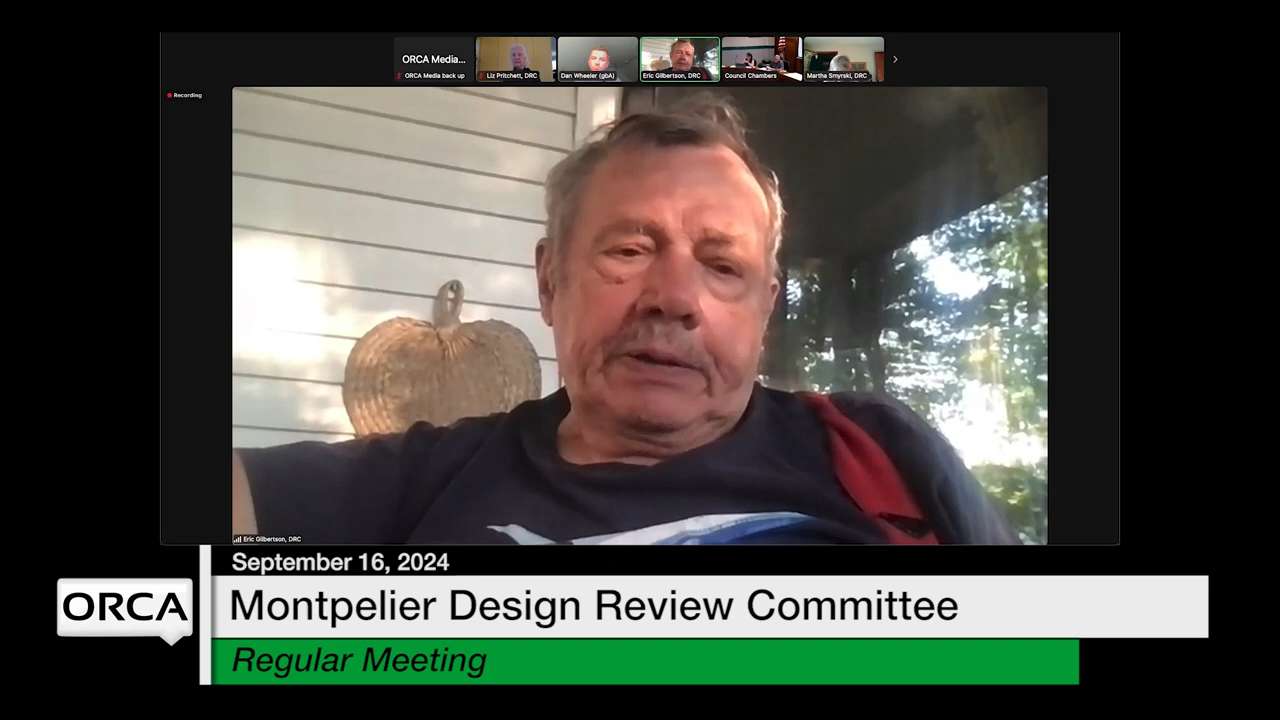 ORCA Media...
ORCA Media back up
Liz Pritchett, DRC
Dan Wheeler (gbA)
Eric Gilbertson, DRC
Council Chambers
Martha Smyrski, DRC
Recording
Eric Gilbertson, DRC
September 16, 2024
ORCA
Montpelier Design Review Committee
Regular Meeting